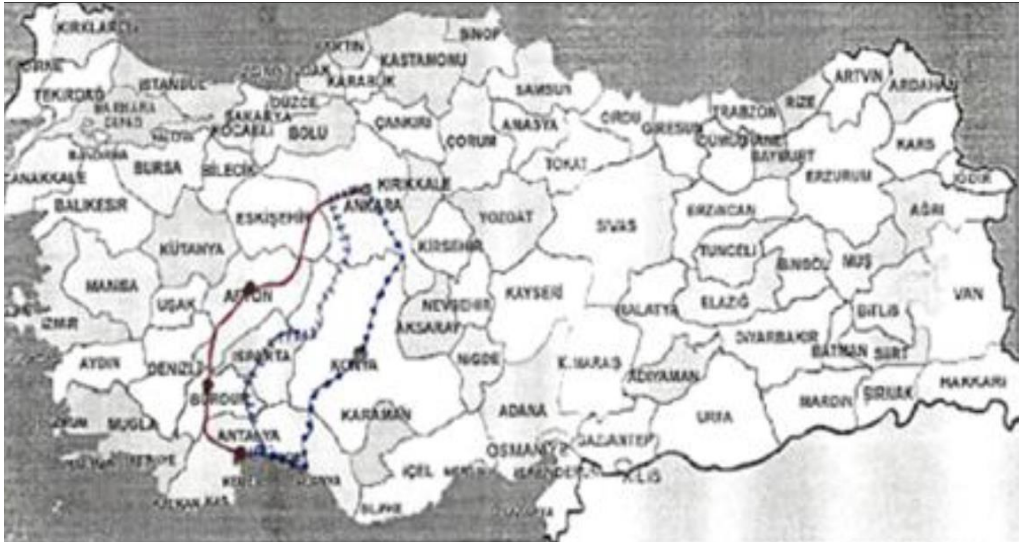 KIRKLARELİ
SİNOP
KASTAMONU
KARABÜK
ARTVİN
ARDAHAN
TEKİRDAĞ
İSTANBUL
DÜZCE
SAKARYA
KOCAELİ
BOLU
ÇANKIRI
SAMSUN
AMASYA
ORDU
GİRESUN
TRABZON
RİZE
ÇORUM
TOKAT
BAYBURT
KARS
ERZURUM
BURSA
BİLECİK
BALIKESİR
ESKİŞEHİR
ANKARA
KIRIKKALE
YOZGAT
SİVAS
ERZİNCAN
AĞRI
KÜTAHYA
KIRŞEHİR
TUNCELİ
BİNGÖL
MUŞ
MANİSA
UŞAK
AFYON
NEVŞEHİR
KAYSERİ
MALATYA
ELAZIĞ
BİTLİS
VAN
İZMİR
AKSARAY
DİYARBAKIR
BATMAN
SİİRT
AYDIN
DENİZLİ
ISPARTA
KONYA
NİĞDE
K.MARAŞ
ADIYAMAN
HAKKARİ
BURDUR
MARDİN
ŞIRNAK
MUĞLA
ANTALYA
KARAMAN
ADANA
URFA
GAZİANTEP
OSMANİYE
İÇEL
KİLİS
KALKAN KAŞ